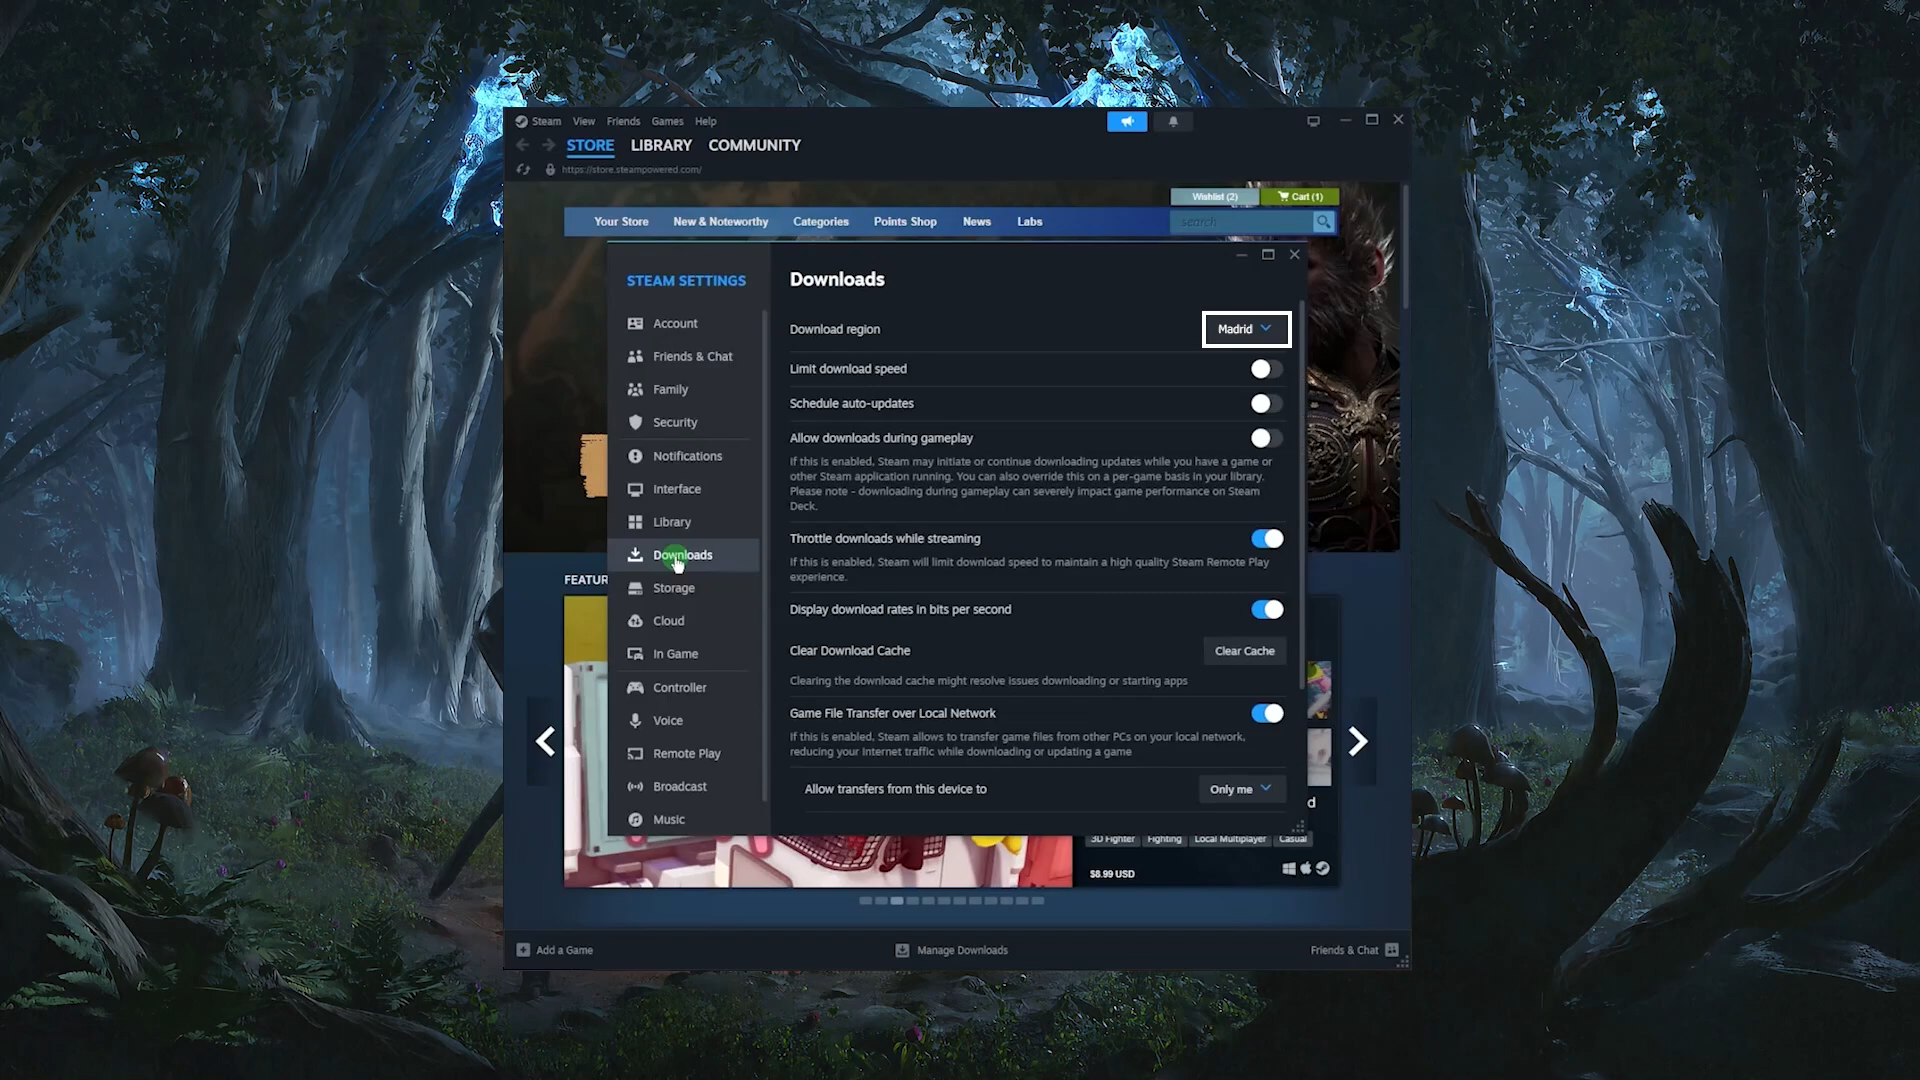 Steam View Friends Games Help
STORE LIBRARY COMMUNITY
https://store.steampowered.com/
Wishlist (2) Cart (1)
Your Store New & Noteworthy Categories Points Shop News Labs search
STEAM SETTINGS
Account
Friends & Chat
Family
Security
Notifications
Interface
Library
Downloads
Storage
Cloud
In Game
Controller
Voice
Remote Play
Broadcast
Music
Downloads
Download region Madrid
Limit download speed
Schedule auto-updates
Allow downloads during gameplay
If this is enabled, Steam may initiate or continue downloading updates while you have a game or
other Steam application running. You can also override this on a per-game basis in your library.
Please note - downloading during gameplay can severely impact game performance on Steam
Deck.
Throttle downloads while streaming
If this is enabled, Steam will limit download speed to maintain a high quality Steam Remote Play
experience.
Display download rates in bits per second
Clear Download Cache Clear Cache
Clearing the download cache might resolve issues downloading or starting apps
Game File Transfer over Local Network
If this is enabled, Steam allows to transfer game files from other PCs on your local network,
reducing your Internet traffic while downloading or updating a game
Allow transfers from this device to Only me
FEATUR
d
3D Fighter Fighting Local Multiplayer Casual
$8.99 USD
Add a Game Manage Downloads Friends & Chat